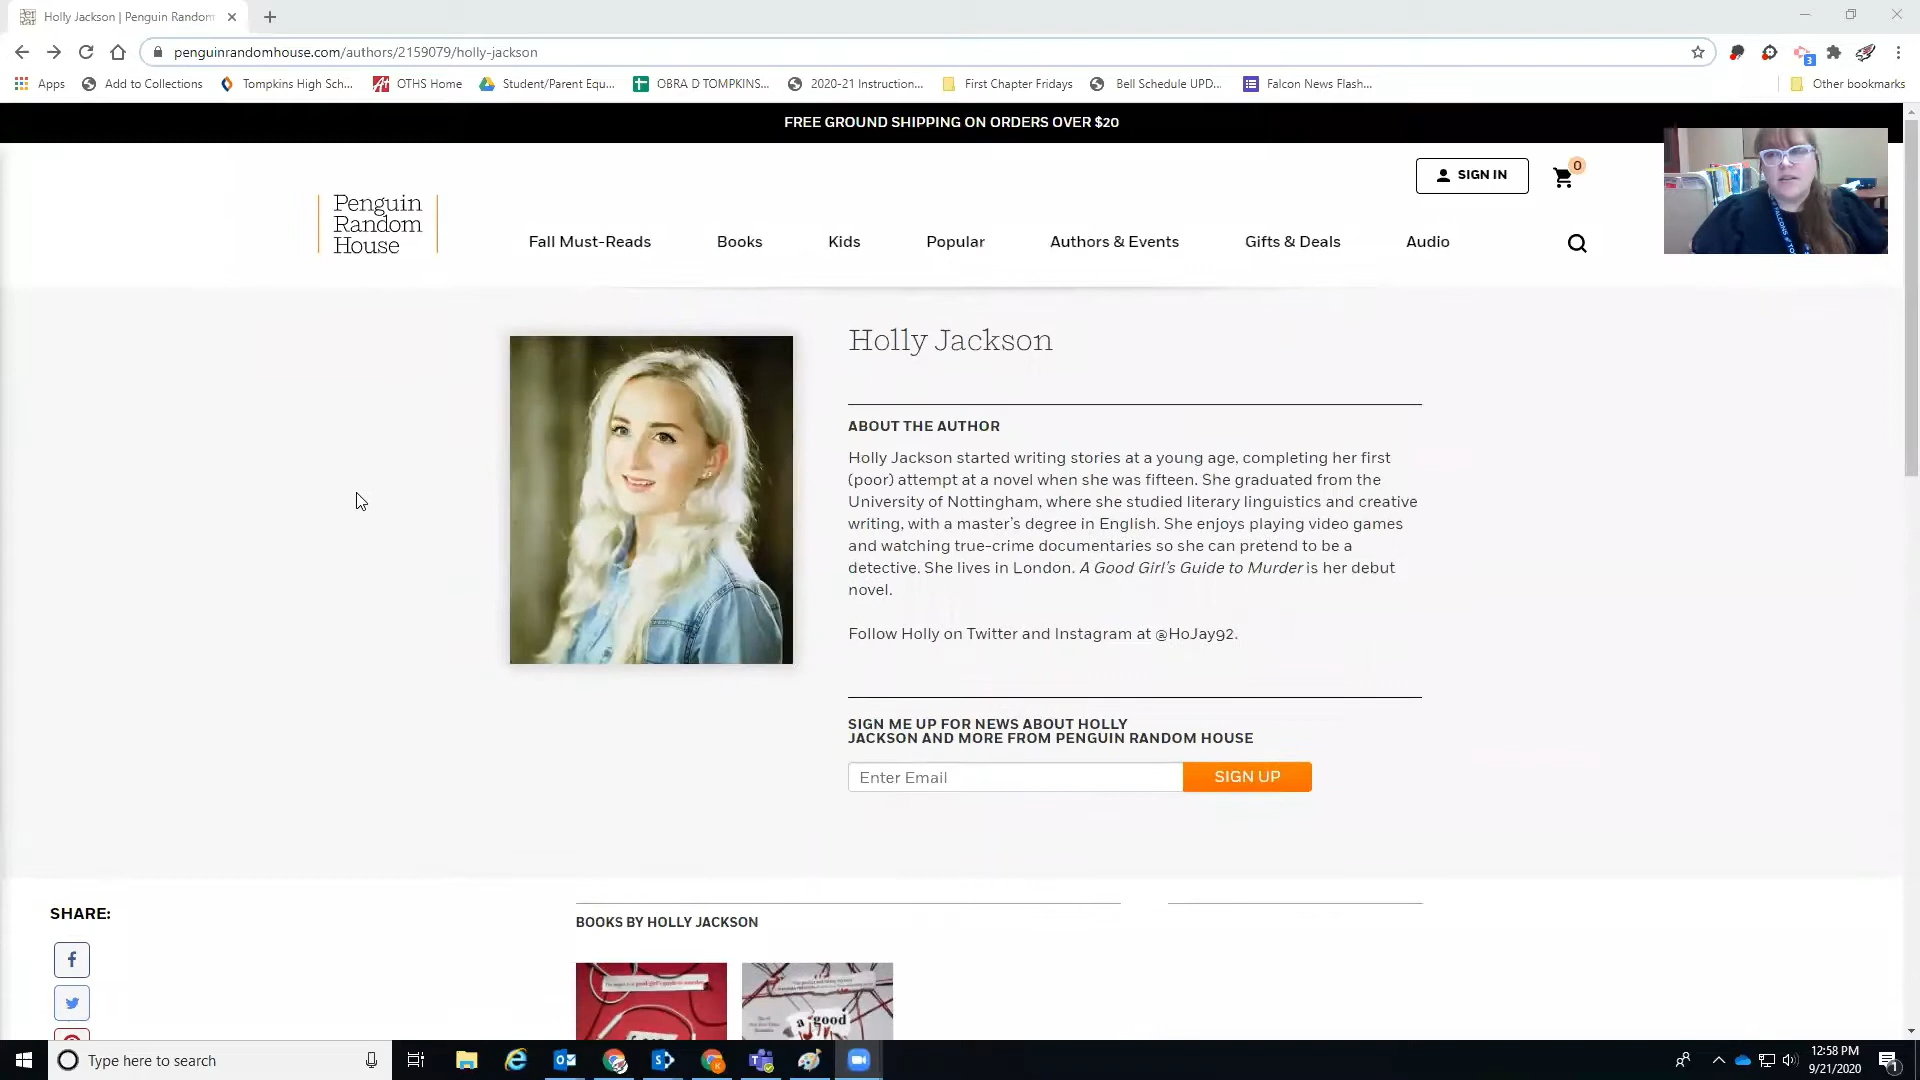 Holly Jackson | Penguin Random
penguinrandomhouse.com/authors/2159079/holly-jackson
3
Apps
Add to Collections
Tompkins High Sch...
OTHS Home
Student/Parent Equ...
OBRA D TOMPKINS...
2020-21 Instruction...
First Chapter Fridays
Bell Schedule UPD...
Falcon News Flash...
Other bookmarks
FREE GROUND SHIPPING ON ORDERS OVER $20
SIGN IN
0
Penguin
Random
House
Fall Must-Reads
Books
Kids
Popular
Authors & Events
Gifts & Deals
Audio
Holly Jackson
ABOUT THE AUTHOR
Holly Jackson started writing stories at a young age, completing her first
(poor) attempt at a novel when she was fifteen. She graduated from the
University of Nottingham, where she studied literary linguistics and creative
writing, with a master's degree in English. She enjoys playing video games
and watching true-crime documentaries so she can pretend to be a
detective. She lives in London. A Good Girl's Guide to Murder is her debut
novel.
Follow Holly on Twitter and Instagram at @HoJay92.
SIGN ME UP FOR NEWS ABOUT HOLLY
JACKSON AND MORE FROM PENGUIN RANDOM HOUSE
Enter Email
SIGN UP
SHARE:
BOOKS BY HOLLY JACKSON
a good
Type here to search
12:58 PM
9/21/2020
1